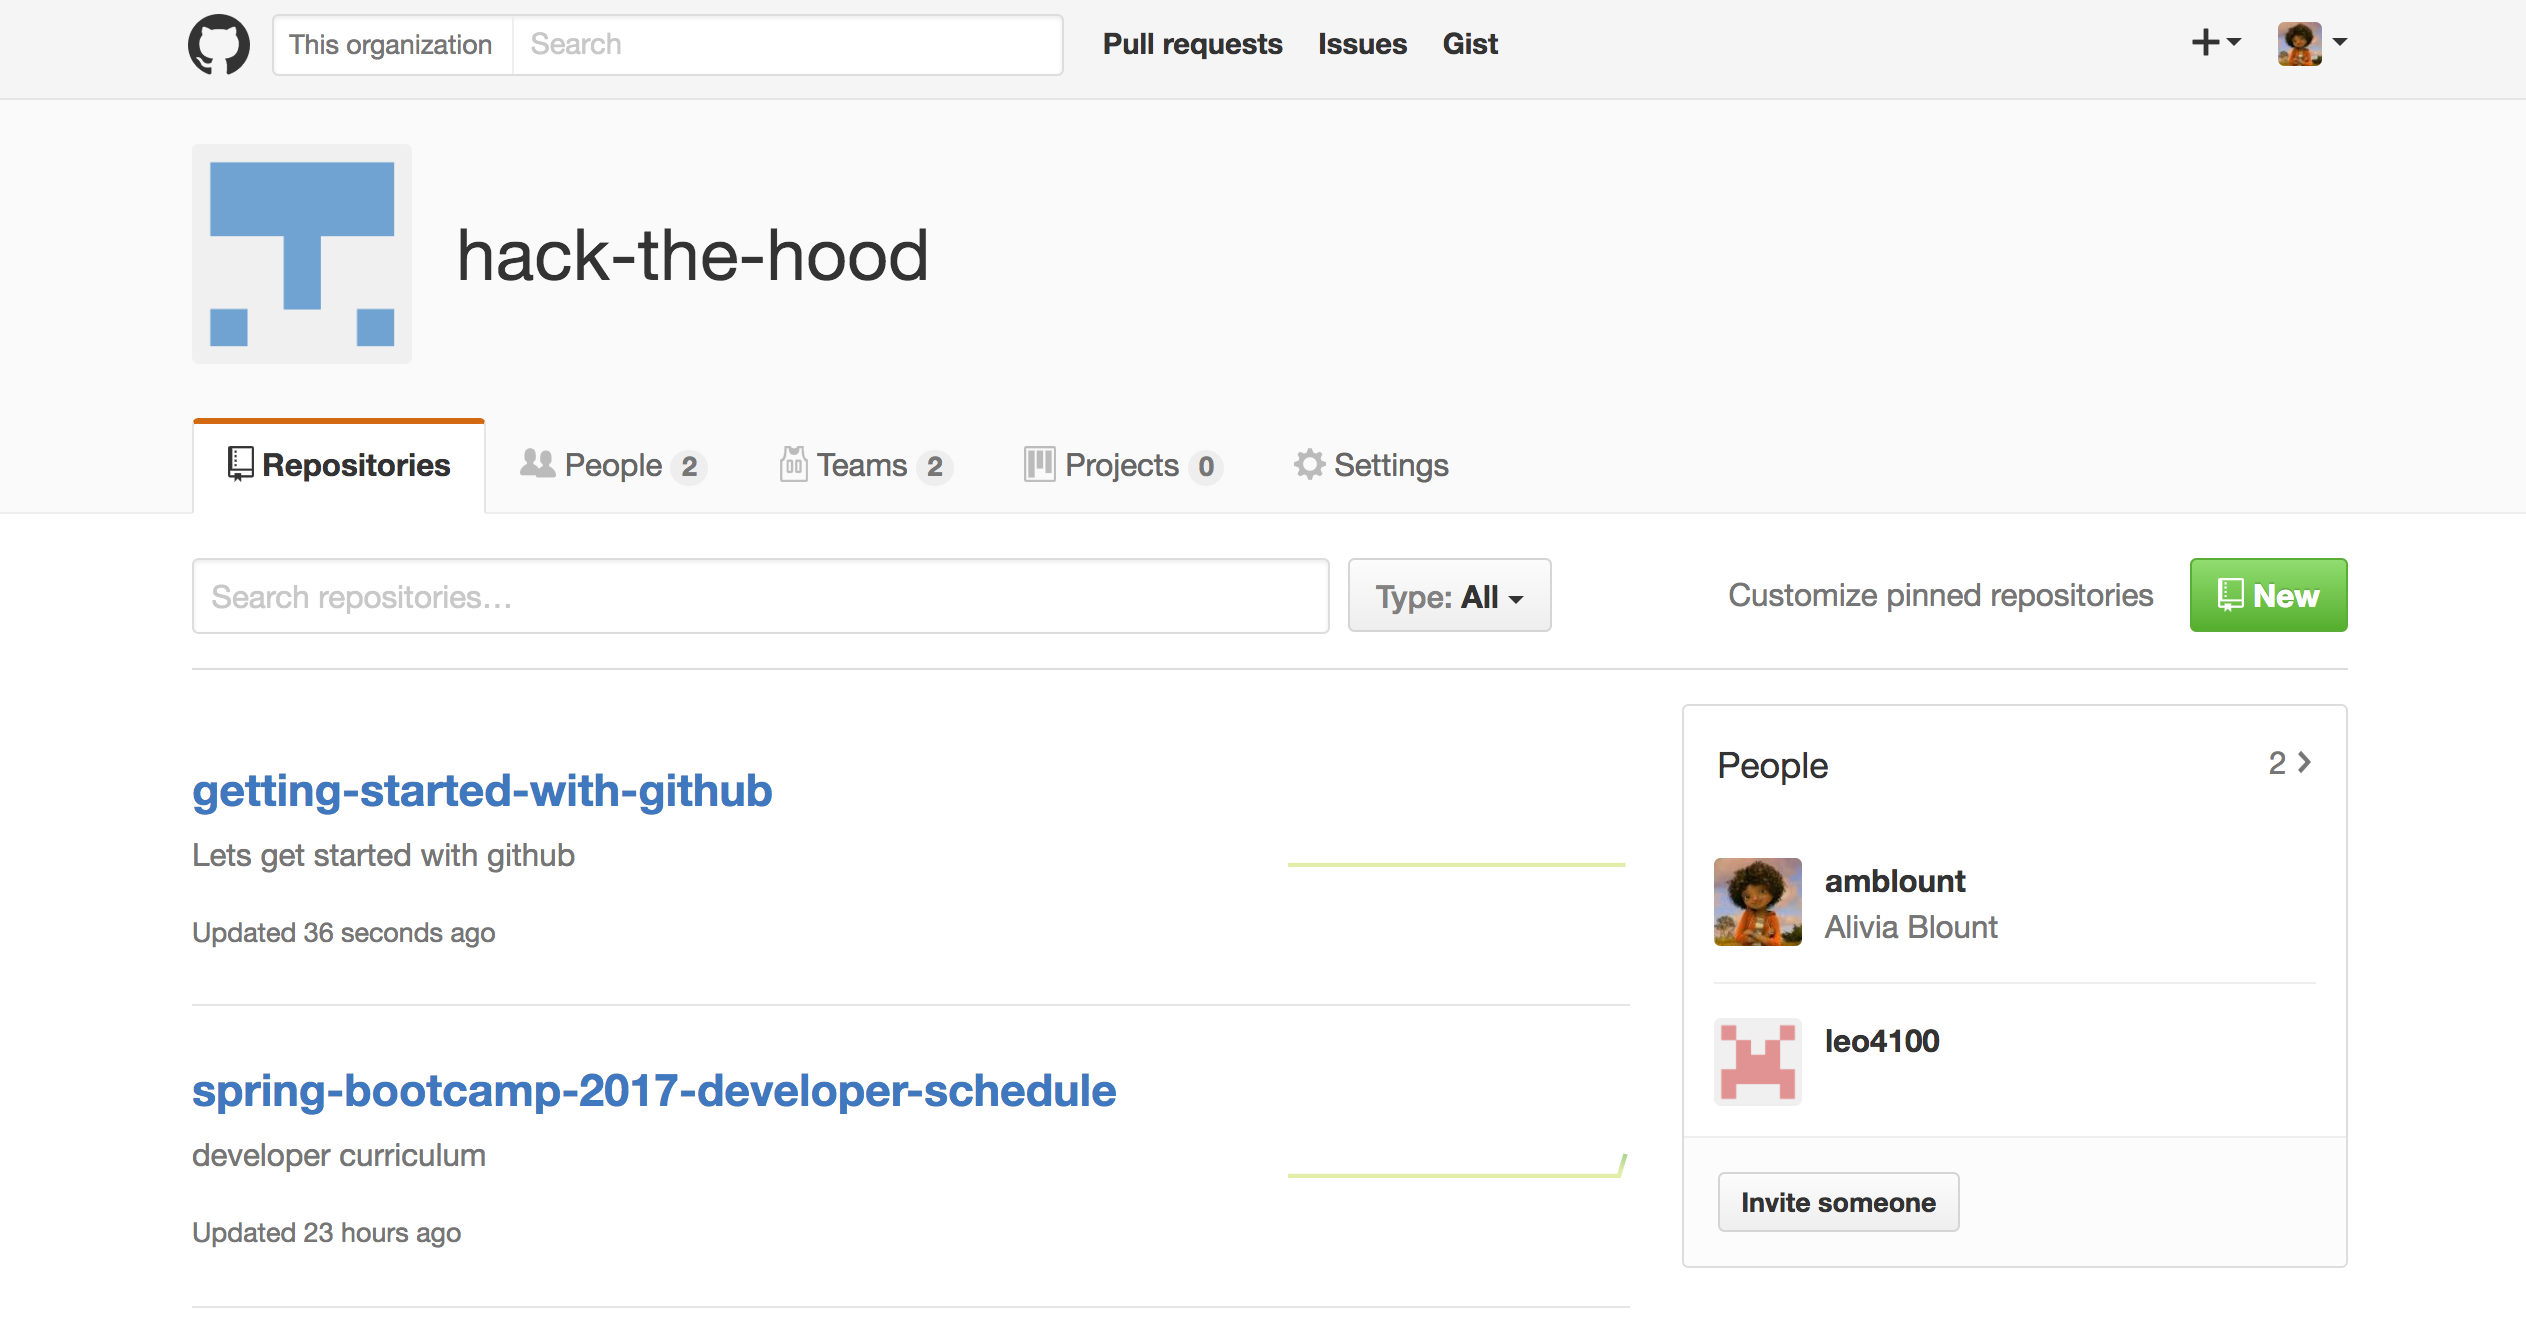 This organization Search Pull requests Issues Gist
hack-the-hood
Repositories People 2 Teams 2 Projects 0 Settings
Search repositories... Type: All Customize pinned repositories New
getting-started-with-github
Lets get started with github
Updated 36 seconds ago
spring-bootcamp-2017-developer-schedule
developer curriculum
Updated 23 hours ago
People 2
amblount
Alivia Blount
leo4100
Invite someone